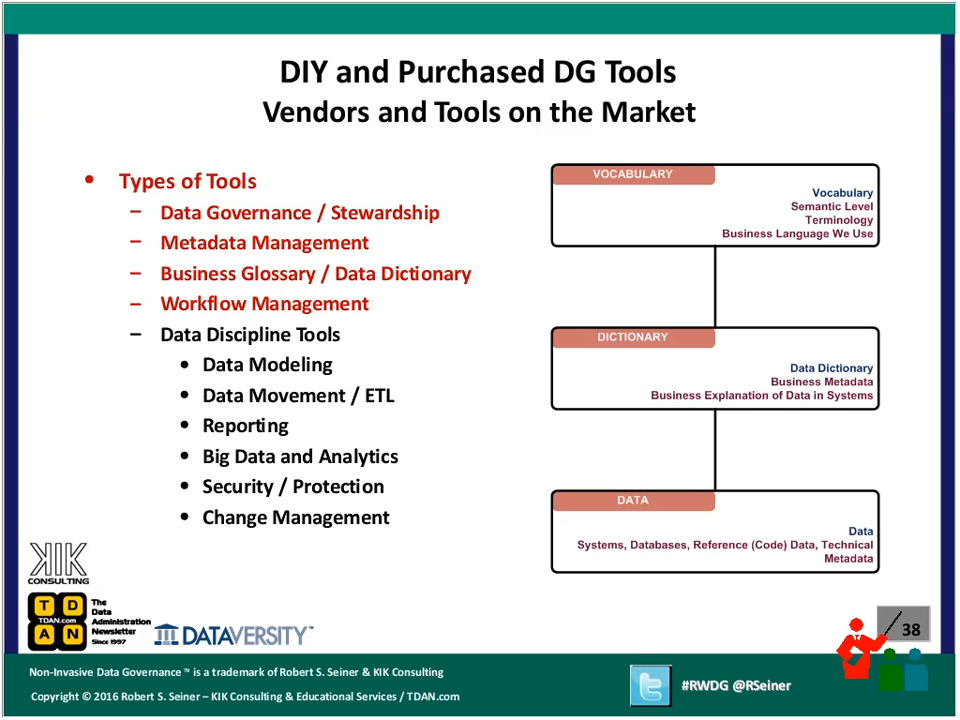 DIY and Purchased DG Tools
Vendors and Tools on the Market
• Types of Tools
– Data Governance / Stewardship
– Metadata Management
– Business Glossary / Data Dictionary
– Workflow Management
– Data Discipline Tools
• Data Modeling
• Data Movement / ETL
• Reporting
• Big Data and Analytics
• Security / Protection
• Change Management
VOCABULARY
Vocabulary
Semantic Level
Terminology
Business Language We Use
DICTIONARY
Data Dictionary
Business Metadata
Business Explanation of Data in Systems
DATA
Data
Systems, Databases, Reference (Code) Data, Technical
Metadata
KIK
CONSULTING
T D
TDAN.com
A N
The
Data
Administration
Newsletter
Since 1997
DATAVERSITY™
38
Non-Invasive Data Governance ™ is a trademark of Robert S. Seiner & KIK Consulting
Copyright © 2016 Robert S. Seiner – KIK Consulting & Educational Services / TDAN.com
#RWDG @RSeiner